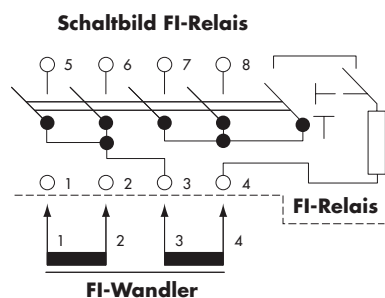 Schaltbild FI-Relais
5 6 7 8
1 2 3 4
FI-Relais
1 2 3 4
FI-Wandler